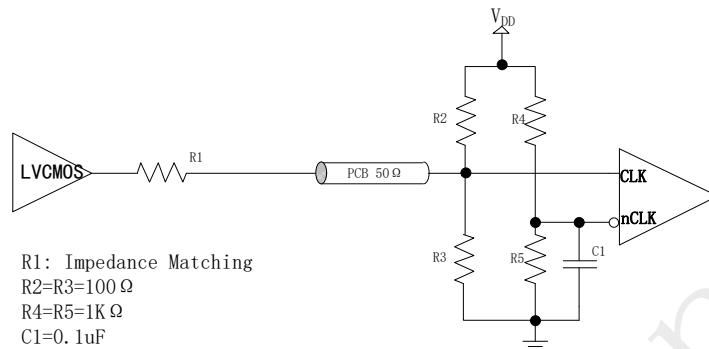 V_DD
R2
R4
R1
LVCMOS
PCB 50Ω
CLK
nCLK
R3
R5
C1
R1: Impedance Matching
R2=R3=100Ω
R4=R5=1KΩ
C1=0.1uF